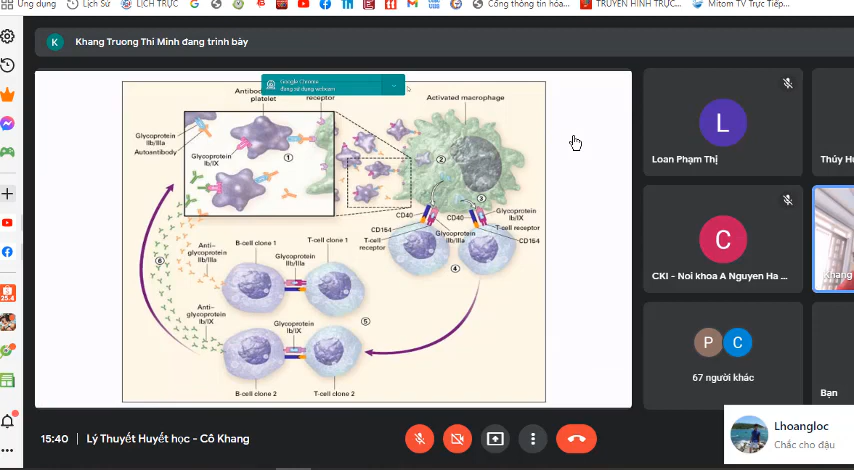 Ứng dụng
Lịch Sử
LỊCH TRỰC
Cổng thông tin hóa...
TRUYỀN HÌNH TRỰC...
Mitom TV Trực Tiếp...
K
Khang Truong Thi Minh đang trình bày
Google Chrome
đang sử dụng webcam
platelet
receptor
Activated macrophage
Glycoprotein
IIb/IIIa
Autoantibody
Glycoprotein
Ib/IX
1
2
3
CD40
CD40
Glycoprotein
Ib/IX
T-cell receptor
CD154
T-cell
receptor
Glycoprotein
IIb/IIIa
CD154
4
Anti-
glycoprotein
IIb/IIIa
B-cell clone 1
T-cell clone 1
Glycoprotein
IIb/IIIa
6
Anti-
glycoprotein
Ib/IX
Glycoprotein
Ib/IX
5
B-cell clone 2
T-cell clone 2
L
Loan Phạm Thị
C
CKI - Noi khoa A Nguyen Ha ...
Khang
P
C
67 người khác
Bạn
25.4
15:40
Lý Thuyết Huyết học - Cô Khang
Lhoangloc
Chắc cho đậu